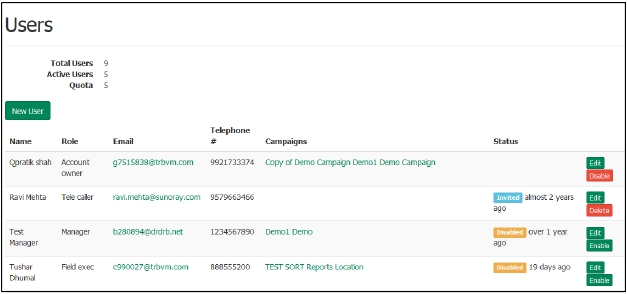 Users
Total Users 9
Active Users 5
Quota 5
New User
Name Role Email Telephone # Campaigns Status
Qpratik shah Account owner g7515838@trbvm.com 9921733374 Copy of Demo Campaign Demo1 Demo Campaign Edit Disable
Ravi Mehta Tele caller ravi.mehta@sunoray.com 9579663466 Invited almost 2 years ago Edit Delete
Test Manager Manager b280894@drdrb.net 1234567890 Demo1 Demo Disabled over 1 year ago Edit Enable
Tushar Dhumal Field exec c990027@trbvm.com 888555200 TEST SORT Reports Location Disabled 19 days ago Edit Enable